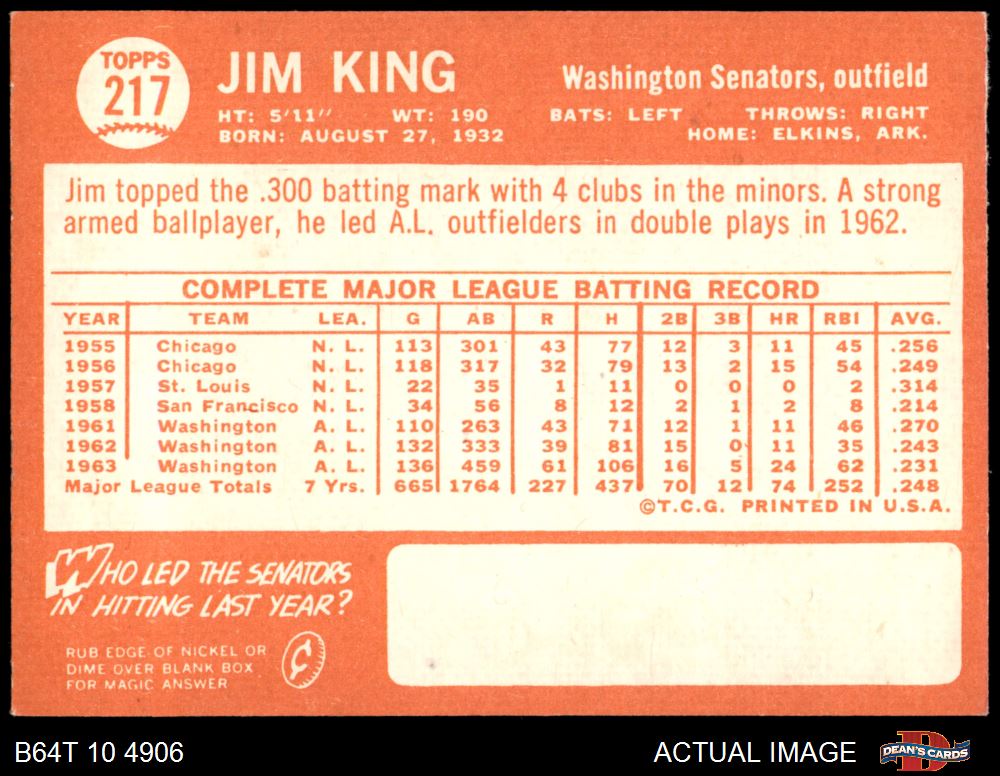 TOPPS
217
JIM KING
Washington Senators, outfield
HT: 5'11" WT: 190 BATS: LEFT THROWS: RIGHT
BORN: AUGUST 27, 1932 HOME: ELKINS, ARK.
Jim topped the .300 batting mark with 4 clubs in the minors. A strong
armed ballplayer, he led A.L. outfielders in double plays in 1962.
COMPLETE MAJOR LEAGUE BATTING RECORD
YEAR TEAM LEA. G AB R H 2B 3B HR RBI AVG.
1955 Chicago N. L. 113 301 43 77 12 3 11 45 .256
1956 Chicago N. L. 118 317 32 79 13 2 15 54 .249
1957 St. Louis N. L. 22 35 1 11 0 0 0 2 .314
1958 San Francisco N. L. 34 56 8 12 2 1 2 8 .214
1961 Washington A. L. 110 263 43 71 12 1 11 46 .270
1962 Washington A. L. 132 333 39 81 15 0 11 35 .243
1963 Washington A. L. 136 459 61 106 16 5 24 62 .231
Major League Totals 7 Yrs. 665 1764 227 437 70 12 74 252 .248
©T.C.G. PRINTED IN U.S.A.
WHO LED THE SENATORS
IN HITTING LAST YEAR?
RUB EDGE OF NICKEL OR
DIME OVER BLANK BOX
FOR MAGIC ANSWER
¢
B64T 10 4906
ACTUAL IMAGE
DEAN'S CARDS